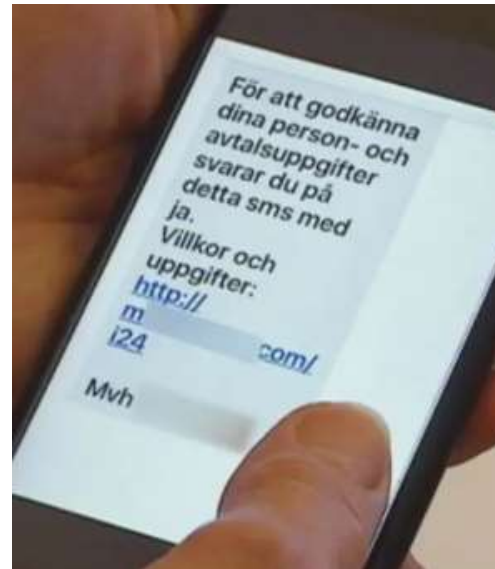 För att godkänna
dina person- och
avtalsuppgifter
svarar du på
detta sms med
ja.
Villkor och
uppgifter:
http://
m .com/
i24
Mvh